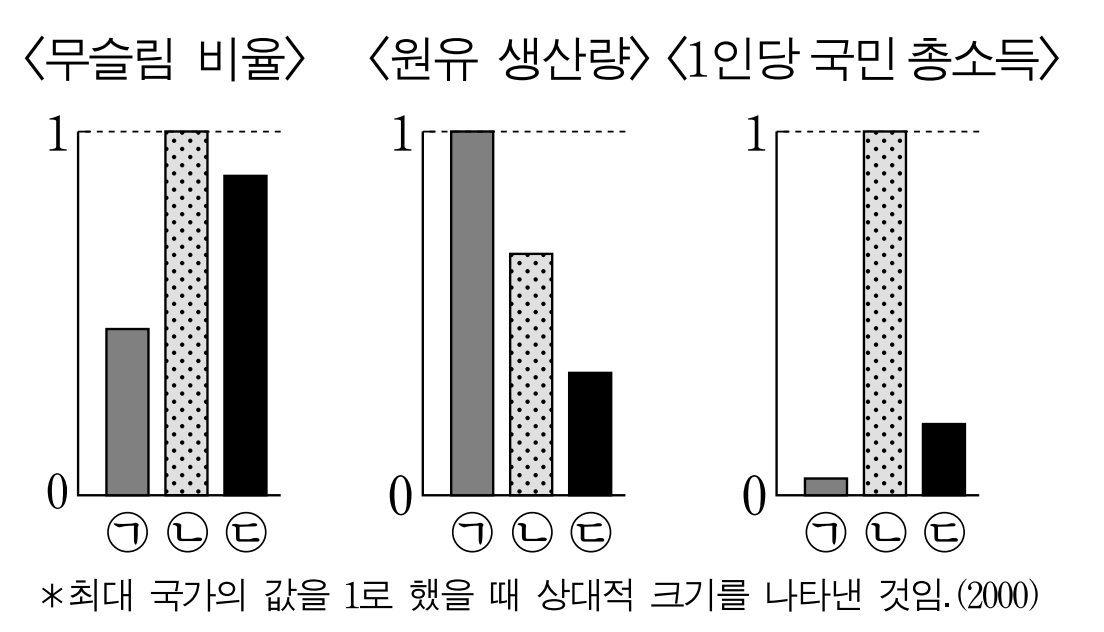 〈무슬림 비율〉 〈원유 생산량〉 〈1인당 국민 총소득〉
1 1 1
0 0 0
㉠ ㉡ ㉢ ㉠ ㉡ ㉢ ㉠ ㉡ ㉢
*최대 국가의 값을 1로 했을 때 상대적 크기를 나타낸 것임.(2000)